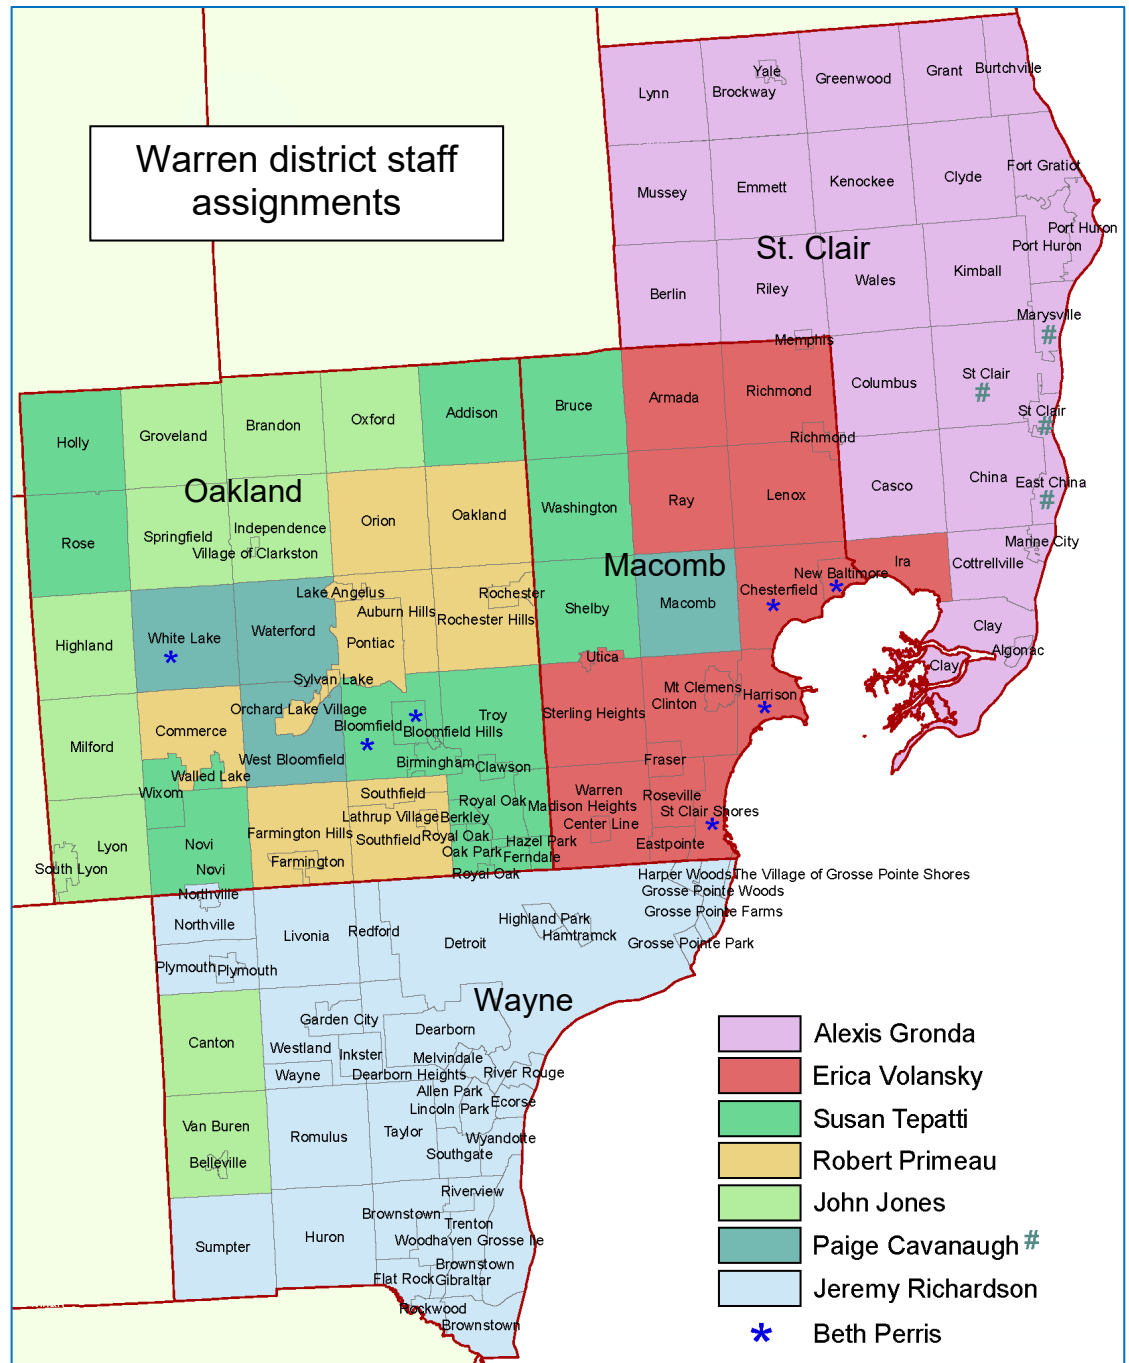 Warren district staff
assignments
Lynn
Yale
Brockway
Greenwood
Grant
Burtchville
Mussey
Emmett
Kenockee
Clyde
Fort Gratiot
Port Huron
Port Huron
St. Clair
Berlin
Riley
Wales
Kimball
Marysville
#
Memphis
Columbus
St Clair
#
St Clair
#
Casco
China
East China
#
Marine City
Cottrellville
Ira
Clay
Algonac
Clay
Holly
Groveland
Brandon
Oxford
Addison
Bruce
Armada
Richmond
Richmond
Oakland
Rose
Springfield
Independence
Village of Clarkston
Orion
Oakland
Washington
Ray
Lenox
Macomb
Highland
White Lake
*
Waterford
Lake Angelus
Auburn Hills
Pontiac
Rochester
Rochester Hills
Shelby
Macomb
Chesterfield
*
New Baltimore
*
Utica
Sylvan Lake
Milford
Commerce
Orchard Lake Village
West Bloomfield
Bloomfield
*
*
Bloomfield Hills
Troy
Birmingham
Clawson
Sterling Heights
Mt Clemens
Clinton
Harrison
*
Fraser
Walled Lake
Wixom
Southfield
Lathrup Village
Southfield
Royal Oak
Berkley
Royal Oak
Oak Park
Hazel Park
Ferndale
Royal Oak
Madison Heights
Warren
Center Line
Roseville
St Clair Shores
*
Eastpointe
Lyon
South Lyon
Novi
Novi
Farmington Hills
Farmington
Northville
Northville
Livonia
Redford
Detroit
Highland Park
Hamtramck
Harper Woods
The Village of Grosse Pointe Shores
Grosse Pointe Woods
Grosse Pointe Farms
Grosse Pointe Park
Plymouth
Plymouth
Wayne
Canton
Garden City
Westland
Inkster
Wayne
Dearborn
Dearborn Heights
Melvindale
River Rouge
Allen Park
Lincoln Park
Ecorse
Van Buren
Belleville
Romulus
Taylor
Wyandotte
Southgate
Sumpter
Huron
Riverview
Brownstown
Trenton
Woodhaven
Grosse Ile
Brownstown
Flat Rock
Gibraltar
Rockwood
Brownstown
Alexis Gronda
Erica Volansky
Susan Tepatti
Robert Primeau
John Jones
Paige Cavanaugh #
Jeremy Richardson
* Beth Perris